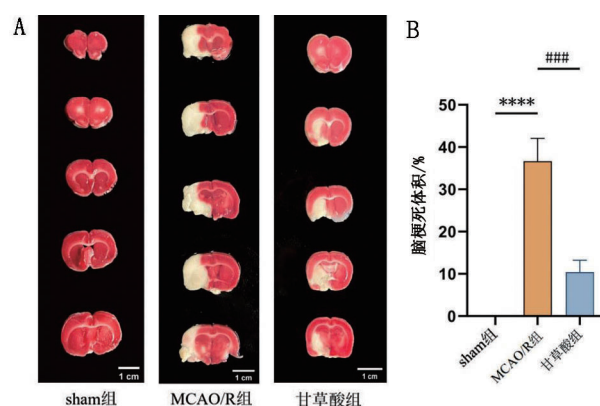 A
1 cm
1 cm
1 cm
sham组
MCAO/R组
甘草酸组
B
###
****
脑梗死体积/%
50
40
30
20
10
0
sham组
MCAO/R组
甘草酸组